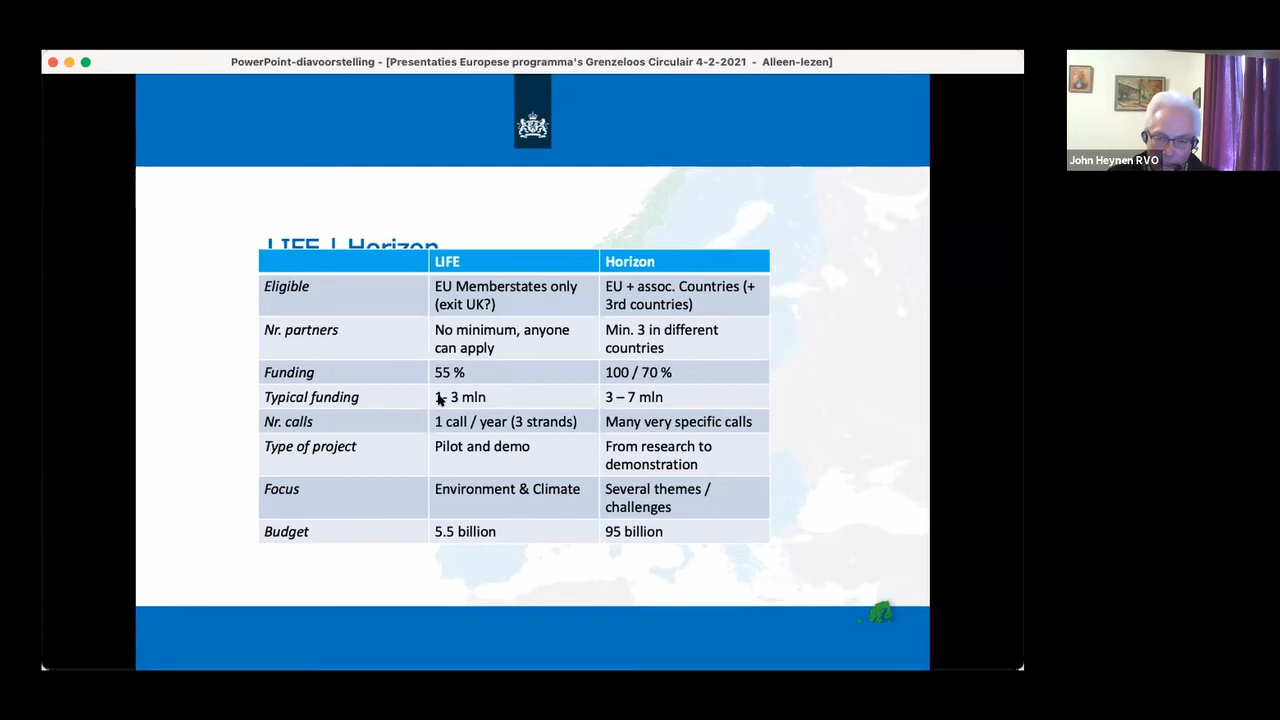 PowerPoint-diavoorstelling - [Presentaties Europese programma's Grenzeloos Circulair 4-2-2021 - Alleen-lezen]
John Heynen RVO
LIFE | Horizon
LIFE Horizon
Eligible EU Memberstates only EU + assoc. Countries (+
(exit UK?) 3rd countries)
Nr. partners No minimum, anyone Min. 3 in different
can apply countries
Funding 55 % 100 / 70 %
Typical funding 1- 3 mln 3 – 7 mln
Nr. calls 1 call / year (3 strands) Many very specific calls
Type of project Pilot and demo From research to
demonstration
Focus Environment & Climate Several themes /
challenges
Budget 5.5 billion 95 billion